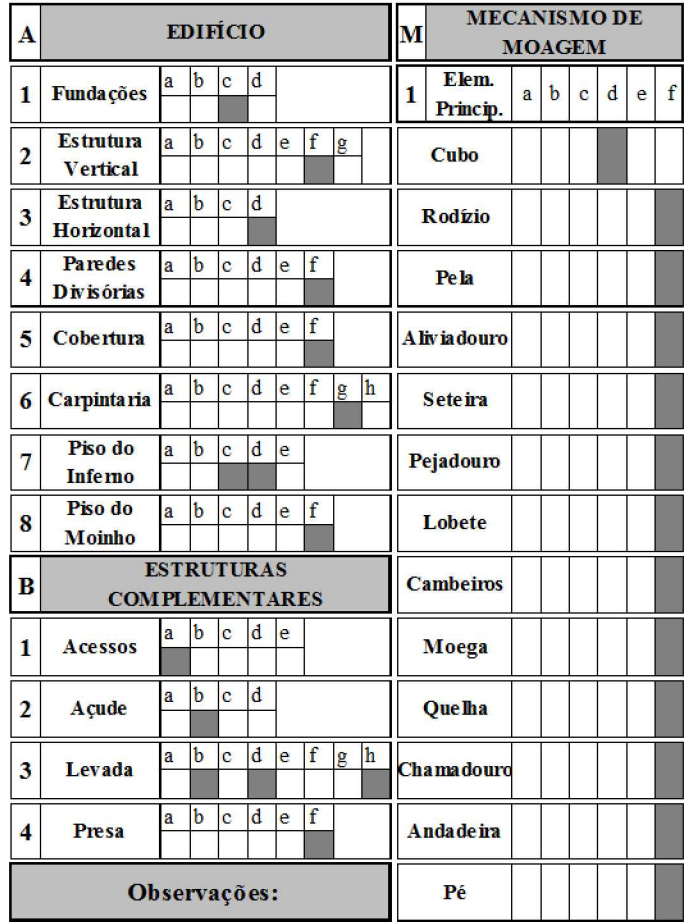 A EDIFÍCIO
1 Fundações a b c d
2 Estrutura Vertical a b c d e f g
3 Estrutura Horizontal a b c d
4 Paredes Divisórias a b c d e f
5 Cobertura a b c d e f
6 Carpintaria a b c d e f g h
7 Piso do Inferno a b c d e
8 Piso do Moinho a b c d e f
B ESTRUTURAS
COMPLEMENTARES
1 Acessos a b c d e
2 Açude a b c d
3 Levada a b c d e f g h
4 Presa a b c d e f
Observações:
M MECANISMO DE
MOAGEM
1 Elem. Princip. a b c d e f
Cubo
Rodízio
Pela
Aliviadouro
Seteira
Pejadouro
Lobete
Cambeiros
Moega
Quelha
Chamadouro
Andadeira
Pé